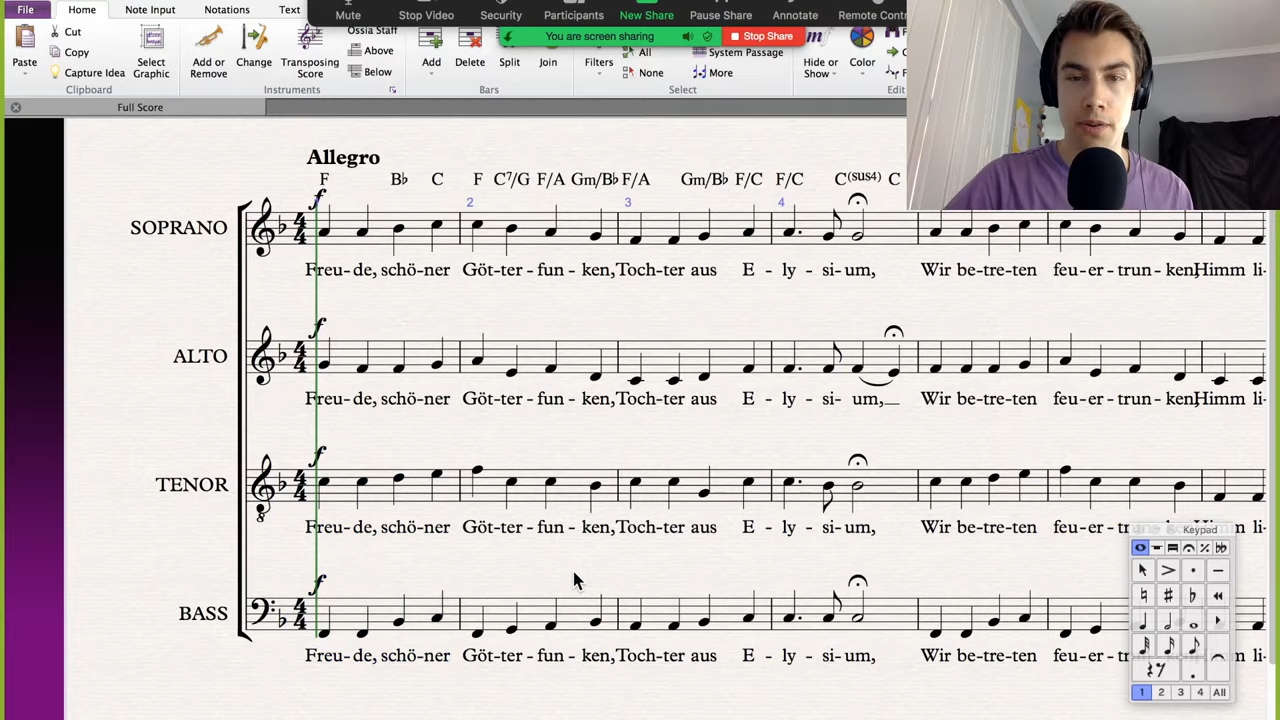 File Home Note Input Notations Text
Mute Stop Video Security Participants New Share Pause Share Annotate Remote Contr
You are screen sharing Stop Share
Paste Cut Copy Capture Idea Select Graphic
Clipboard
Add or Remove Change Transposing Score
Instruments
Ossia Staff Above Below
Add Delete Split Join
Bars
Filters All None System Passage More
Select
Hide or Show Color
Edit
Full Score
Allegro
F B♭ C F C7/G F/A Gm/B♭ F/A Gm/B♭ F/C F/C C(sus4) C
f
2 3 4
SOPRANO
Freu-de, schö-ner Göt-ter-fun-ken, Toch-ter aus E-ly-si-um, Wir be-tre-ten feu-er-trun-ken, Himm li-
f
ALTO
Freu-de, schö-ner Göt-ter-fun-ken, Toch-ter aus E-ly-si-um,_ Wir be-tre-ten feu-er-trun-ken, Himm li-
f
TENOR
Freu-de, schö-ner Göt-ter-fun-ken, Toch-ter aus E-ly-si-um, Wir be-tre-ten feu-er-
f
BASS
Freu-de, schö-ner Göt-ter-fun-ken, Toch-ter aus E-ly-si-um, Wir be-tre-ten feu-er-
Keypad
1 2 3 4 All